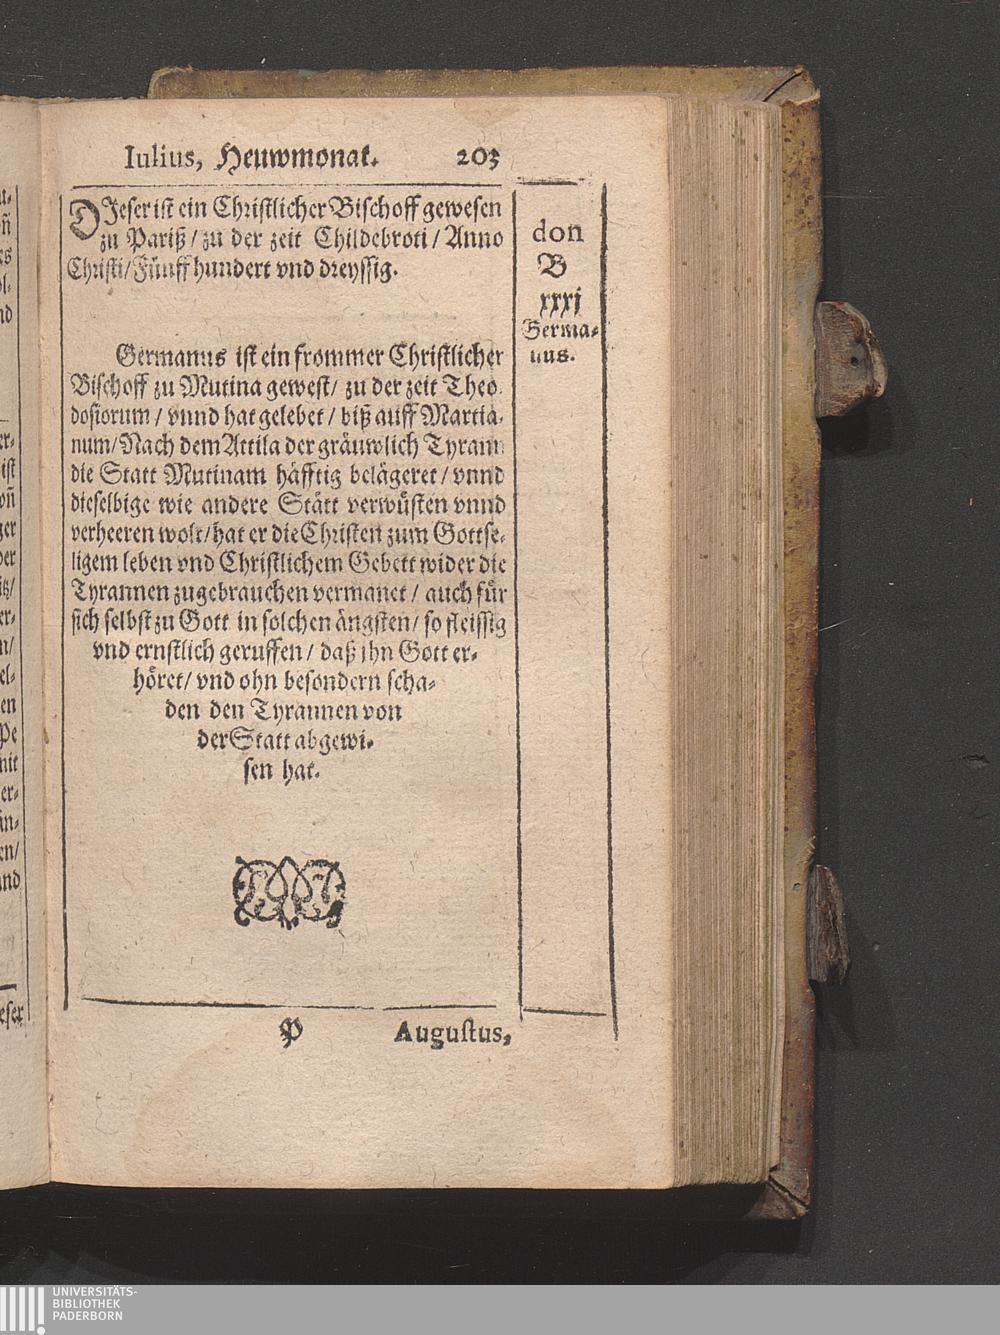 Iulius, Heuwmonat. 203
DIeser ist ein Christlicher Bischoff gewesen
zu Pariß / zu der zeit Childebroti / Anno
Christi / Fünff hundert vnd dreyssig.
don
B
xxxj
Germa-
nus.
Germanus ist ein frommer Christlicher
Bischoff zu Mutina gewest / zu der zeit Theo-
dosiorum / vnnd hat gelebet / biß auff Martia-
num / Nach dem Attila der gräuwlich Tyrann
die Statt Mutinam häfftig belägeret / vnnd
dieselbige wie andere Stätt verwüsten vnnd
verheeren wolt / hat er die Christen zum Gottse-
ligem leben vnd Christlichem Gebett wider die
Tyrannen zugebrauchen vermanet / auch für
sich selbst zu Gott in solchen ängsten / so fleissig
vnd ernstlich geruffen / daß ihn Gott er-
höret / vnd ohn besondern scha-
den den Tyrannen von
der Statt abgewi-
sen hat.
P Augustus,
UNIVERSITÄTS-
BIBLIOTHEK
PADERBORN